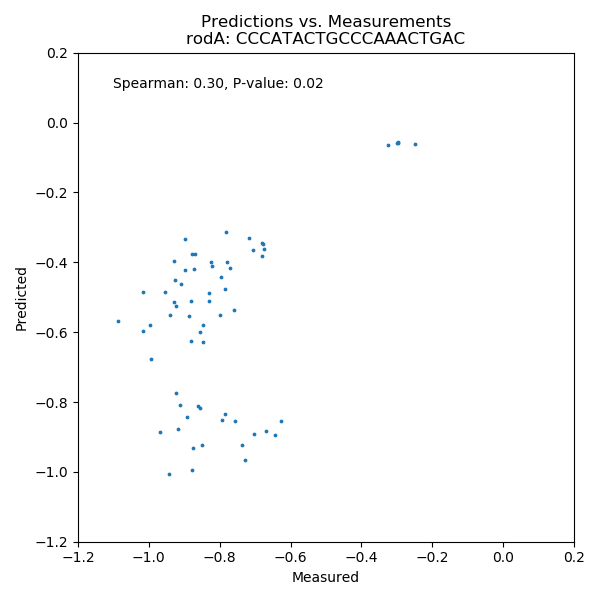 Predictions vs. Measurements
rodA: CCCATACTGCCCAAACTGAC
Spearman: 0.30, P-value: 0.02
0.2
0.0
−0.2
−0.4
−0.6
−0.8
−1.0
−1.2
Predicted
−1.2 −1.0 −0.8 −0.6 −0.4 −0.2 0.0 0.2
Measured